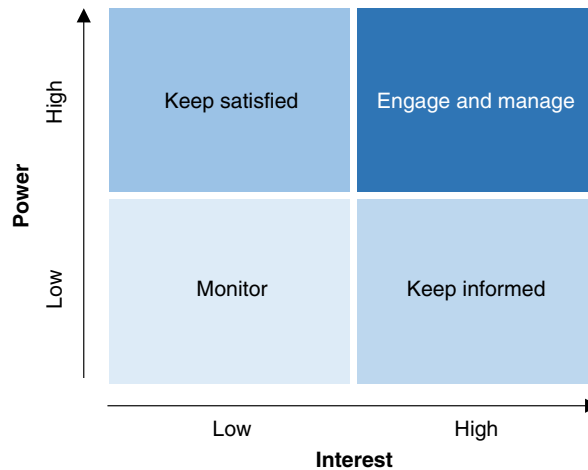 Power
High
Low
Keep satisfied
Engage and manage
Monitor
Keep informed
Low
High
Interest